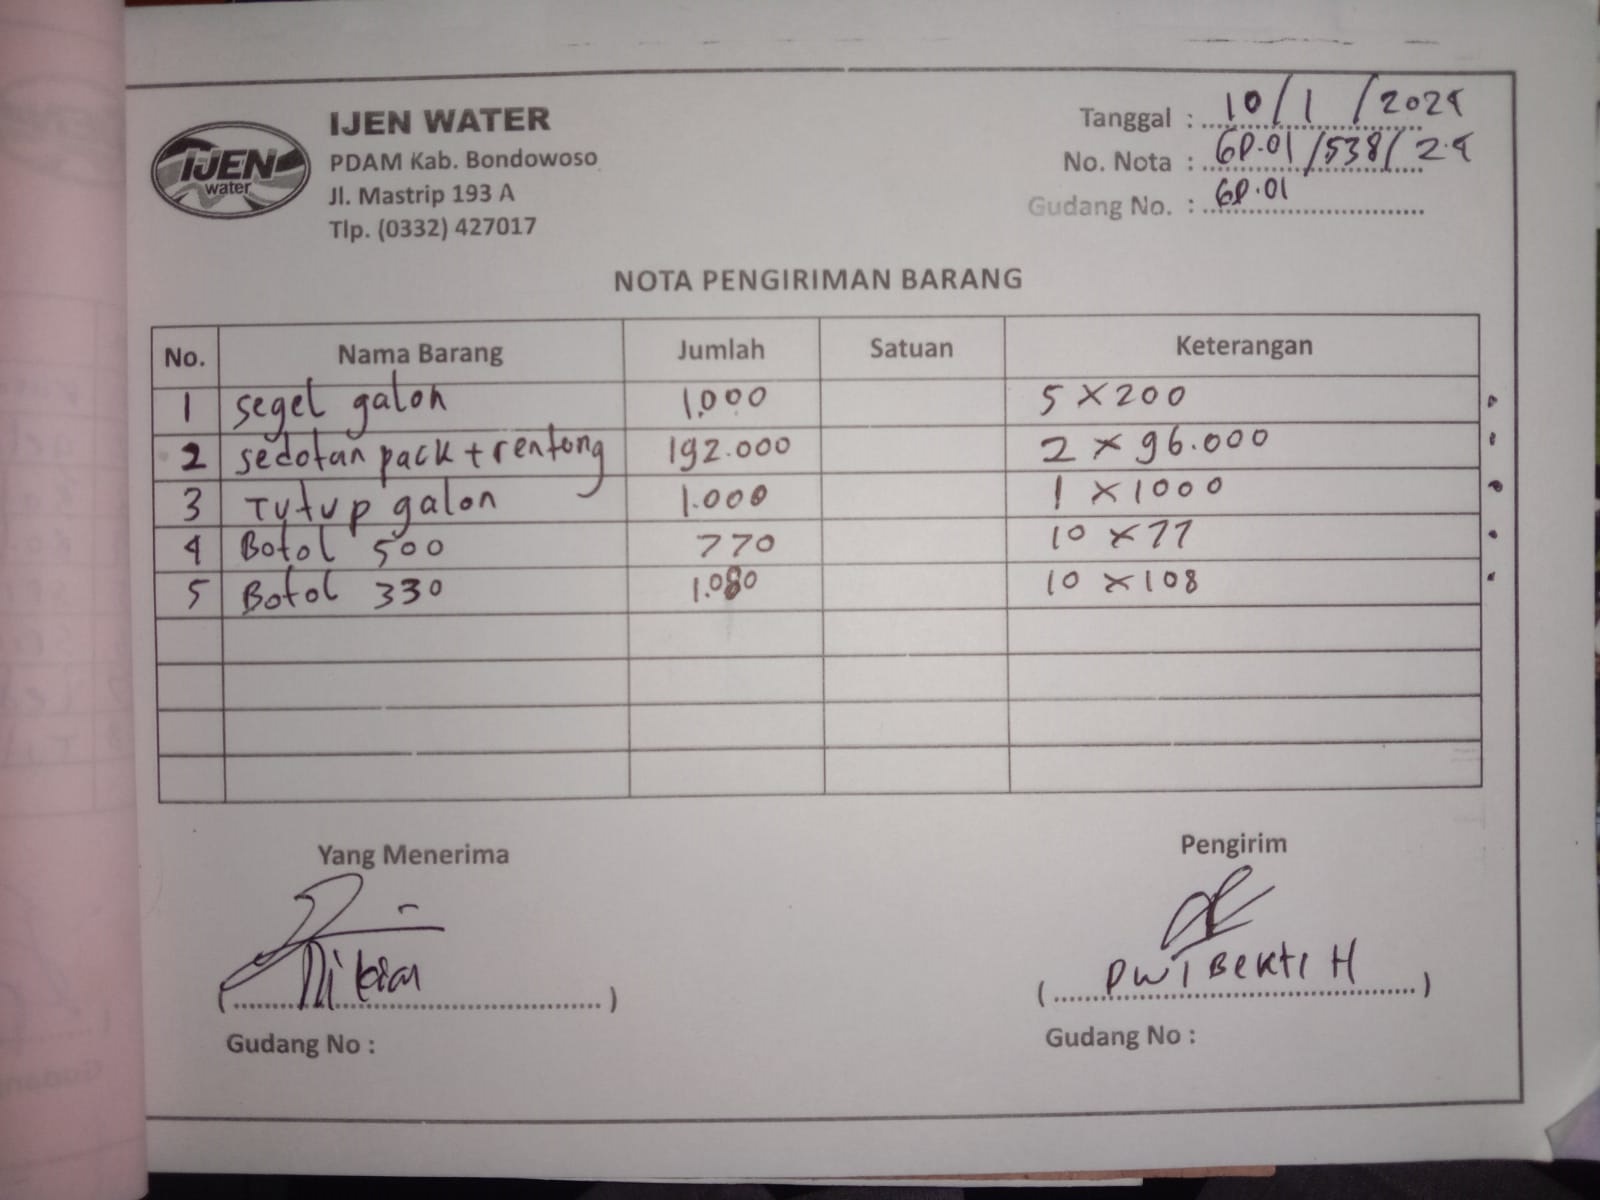 IJEN water
IJEN WATER
PDAM Kab. Bondowoso
Jl. Mastrip 193 A
Tlp. (0332) 427017
Tanggal : 10/1/2024
No. Nota : GD.01/538/24
Gudang No. : GD.01
NOTA PENGIRIMAN BARANG
No. Nama Barang Jumlah Satuan Keterangan
1 segel galon 1.000 5 x 200
2 sedotan pack + renteng 192.000 2 x 96.000
3 Tutup galon 1.000 1 x 1000
4 Botol 500 770 10 x 77
5 Botol 330 1.080 10 x 108
Yang Menerima
Pengirim
(....................)
( DWI BEKTI H )
Gudang No :
Gudang No :